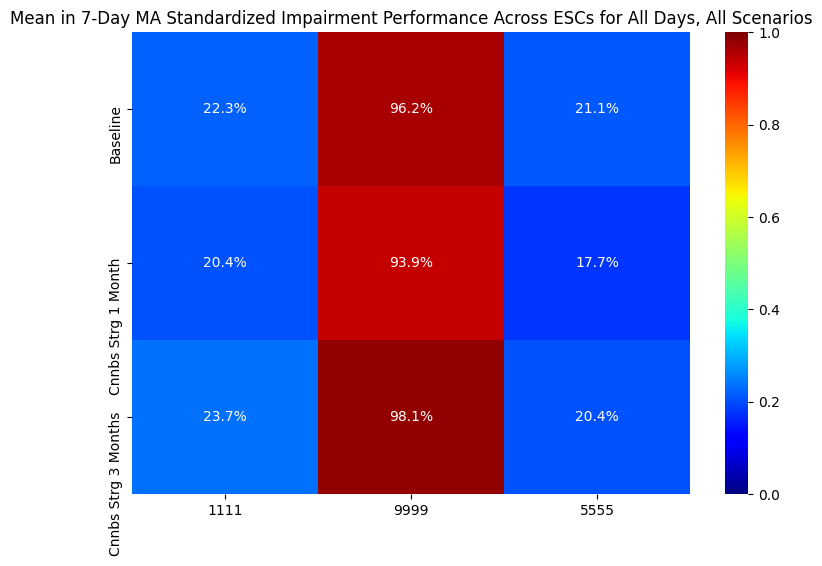 Mean in 7-Day MA Standardized Impairment Performance Across ESCs for All Days, All Scenarios
Baseline
22.3% 96.2% 21.1%
Cnnbs Strg 1 Month
20.4% 93.9% 17.7%
Cnnbs Strg 3 Months
23.7% 98.1% 20.4%
1111 9999 5555
1.0
0.8
0.6
0.4
0.2
0.0